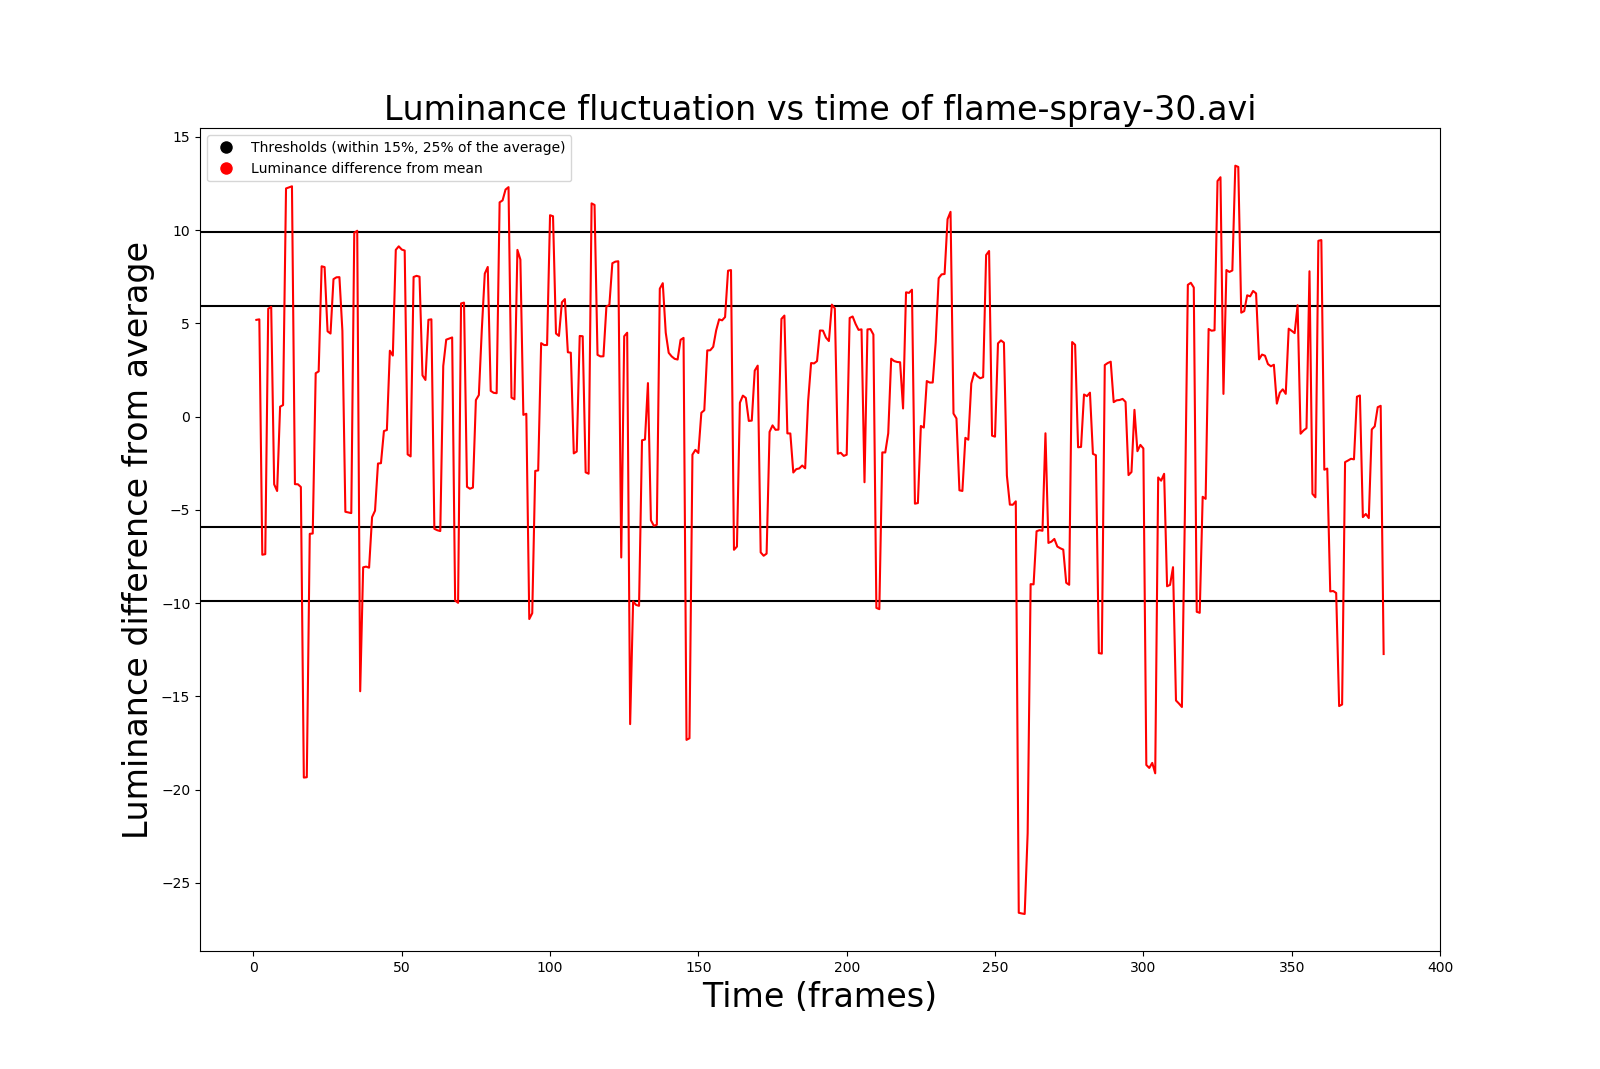 Luminance fluctuation vs time of flame-spray-30.avi
Thresholds (within 15%, 25% of the average)
Luminance difference from mean
Luminance difference from average
15
10
5
0
−5
−10
−15
−20
−25
0 50 100 150 200 250 300 350 400
Time (frames)